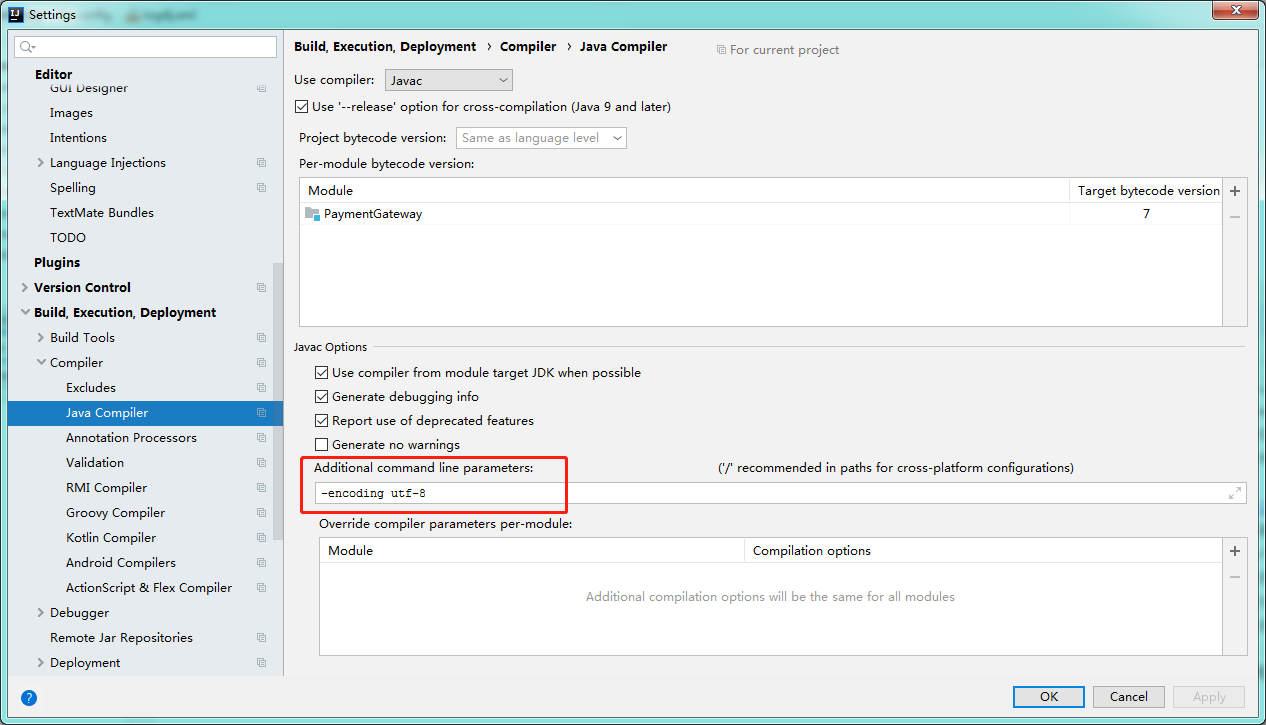 Settings
Editor
GUI Designer
Images
Intentions
Language Injections
Spelling
TextMate Bundles
TODO
Plugins
Version Control
Build, Execution, Deployment
Build Tools
Compiler
Excludes
Java Compiler
Annotation Processors
Validation
RMI Compiler
Groovy Compiler
Kotlin Compiler
Android Compilers
ActionScript & Flex Compiler
Debugger
Remote Jar Repositories
Deployment
Build, Execution, Deployment › Compiler › Java Compiler
For current project
Use compiler: Javac
Use '--release' option for cross-compilation (Java 9 and later)
Project bytecode version: Same as language level
Per-module bytecode version:
Module Target bytecode version
PaymentGateway 7
Javac Options
Use compiler from module target JDK when possible
Generate debugging info
Report use of deprecated features
Generate no warnings
Additional command line parameters: ('/' recommended in paths for cross-platform configurations)
-encoding utf-8
Override compiler parameters per-module:
Module Compilation options
Additional compilation options will be the same for all modules
? OK Cancel Apply